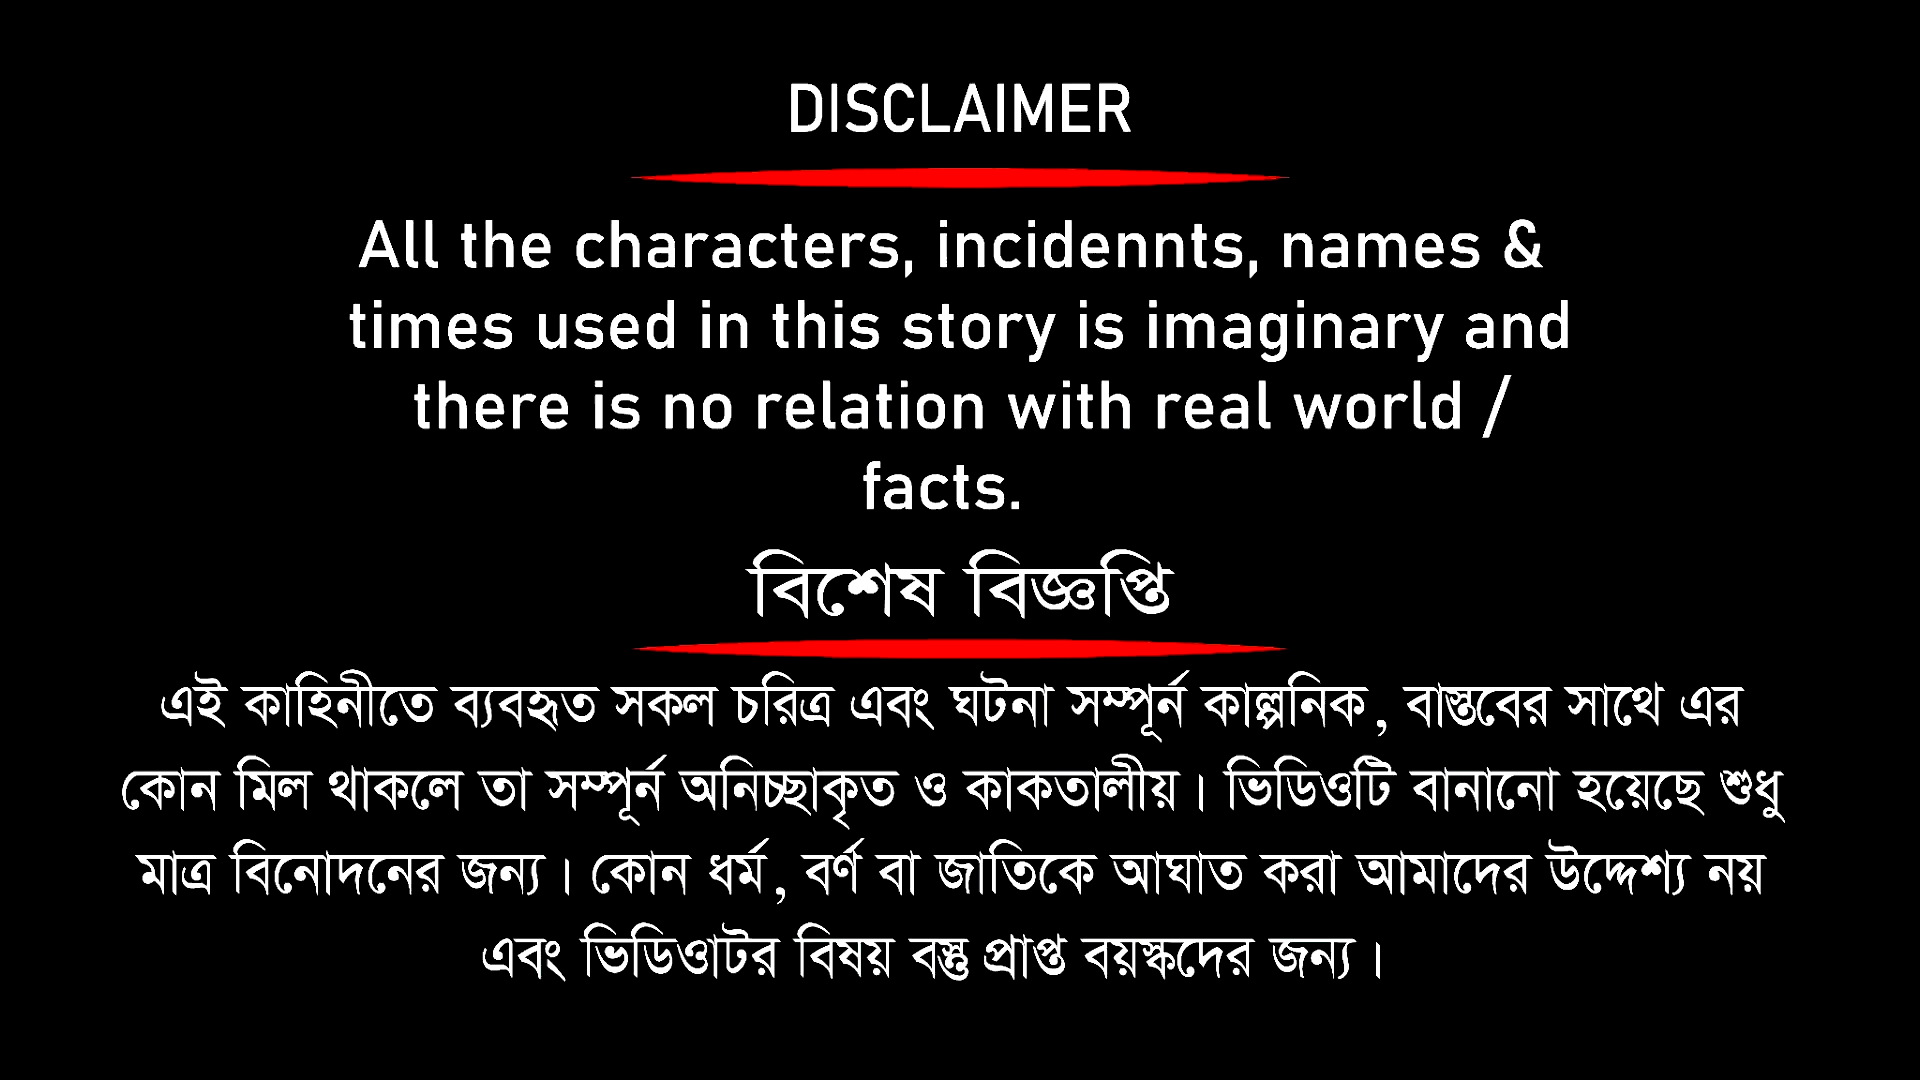 DISCLAIMER
All the characters, incidennts, names &
times used in this story is imaginary and
there is no relation with real world /
facts.
বিশেষ বিজ্ঞপ্তি
এই কাহিনীতে ব্যবহৃত সকল চরিত্র এবং ঘটনা সম্পূর্ন কাল্পনিক, বাস্তবের সাথে এর
কোন মিল থাকলে তা সম্পূর্ন অনিচ্ছাকৃত ও কাকতালীয়। ভিডিওটি বানানো হয়েছে শুধু
মাত্র বিনোদনের জন্য। কোন ধর্ম, বর্ণ বা জাতিকে আঘাত করা আমাদের উদ্দেশ্য নয়
এবং ভিডিওাটর বিষয় বস্তু প্রাপ্ত বয়স্কদের জন্য।